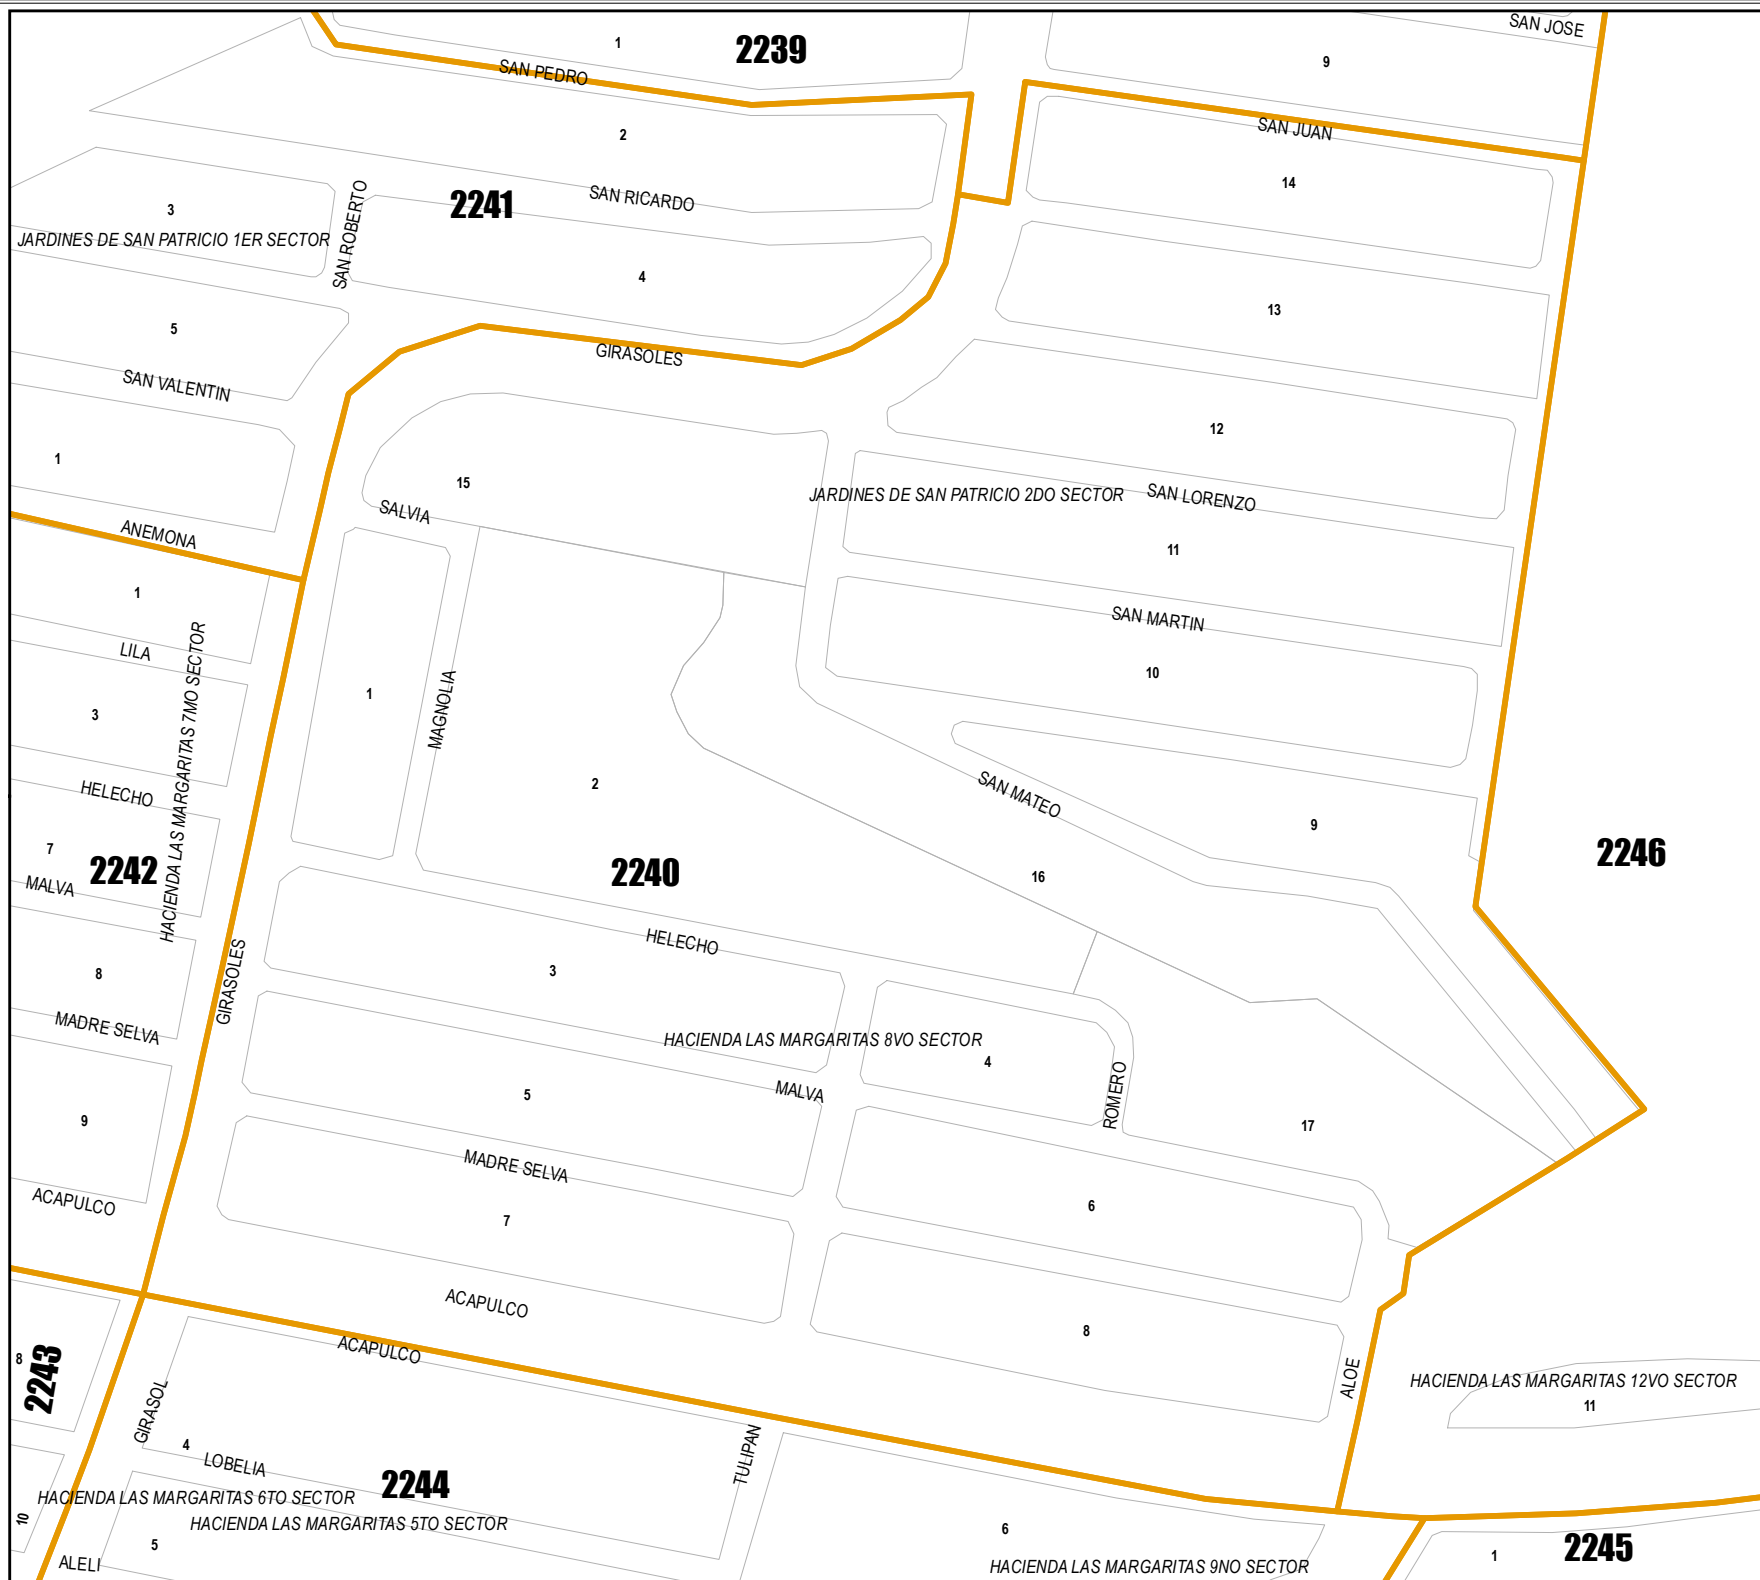 SAN JOSE
1
2239
9
SAN PEDRO
2
SAN JUAN
14
3
SAN ROBERTO
2241
SAN RICARDO
JARDINES DE SAN PATRICIO 1ER SECTOR
4
13
5
GIRASOLES
SAN VALENTIN
12
1
15
JARDINES DE SAN PATRICIO 2DO SECTOR
SAN LORENZO
SALVIA
ANEMONA
11
1
SAN MARTIN
LILA
HACIENDA LAS MARGARITAS 7MO SECTOR
10
1
MAGNOLIA
3
2
SAN MATEO
HELECHO
9
7
2242
2240
2246
MALVA
16
HELECHO
8
3
GIRASOLES
MADRE SELVA
HACIENDA LAS MARGARITAS 8VO SECTOR
4
5
MALVA
ROMERO
9
17
MADRE SELVA
ACAPULCO
7
6
ACAPULCO
8
ACAPULCO
8
2243
ALOE
HACIENDA LAS MARGARITAS 12VO SECTOR
11
GIRASOL
4
LOBELIA
TULIPAN
2244
HACIENDA LAS MARGARITAS 6TO SECTOR
10
HACIENDA LAS MARGARITAS 5TO SECTOR
6
5
2245
1
ALELI
HACIENDA LAS MARGARITAS 9NO SECTOR